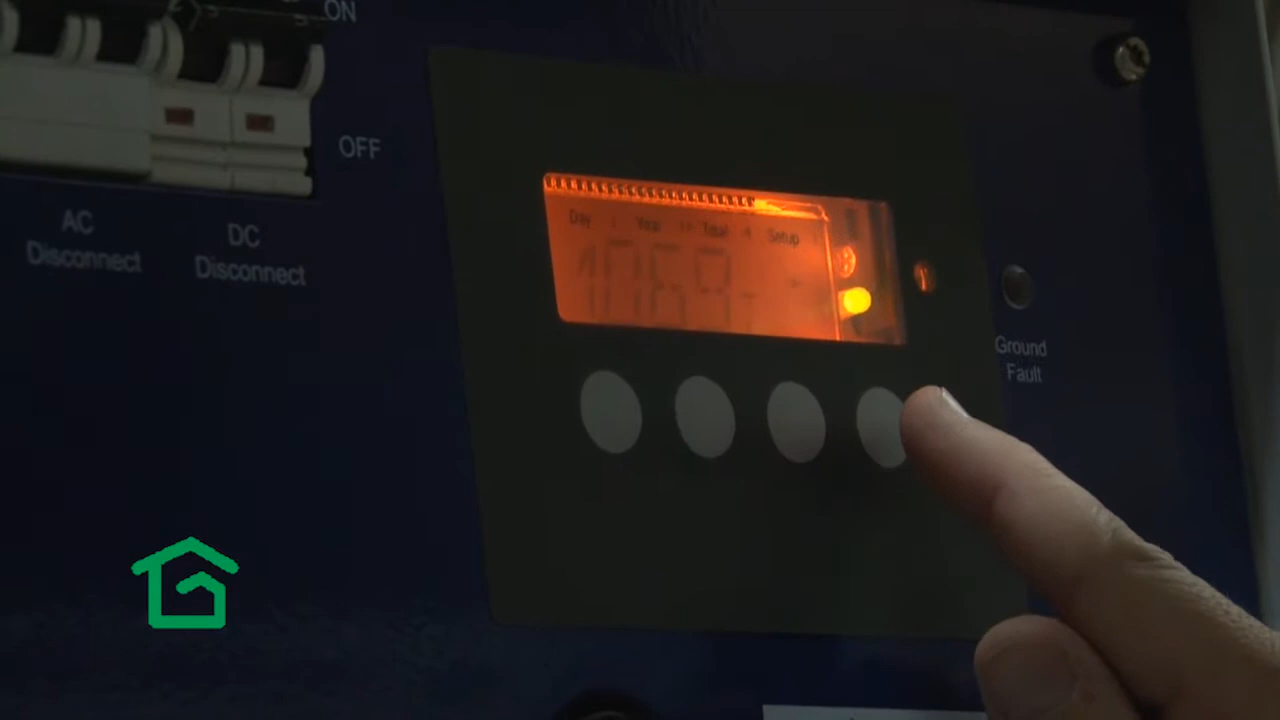 ON
OFF
AC
Disconnect
DC
Disconnect
Day Year Total Setup
Ground
Fault